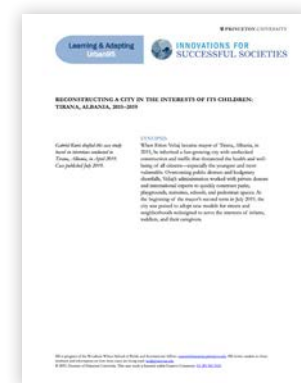 PRINCETON UNIVERSITY
Learning & Adapting
Urban95
INNOVATIONS FOR
SUCCESSFUL SOCIETIES
RECONSTRUCTING A CITY IN THE INTERESTS OF ITS CHILDREN:
TIRANA, ALBANIA, 2015–2019
Gabriel Kuris drafted this case study
based on interviews conducted in
Tirana, Albania, in April 2019.
Case published July 2019.
SYNOPSIS
When Erion Veliaj became mayor of Tirana, Albania, in
2015, he inherited a fast-growing city with unchecked
construction and traffic that threatened the health and well-
being of all citizens—especially the youngest and most
vulnerable. Overcoming public distrust and budgetary
shortfalls, Veliaj's administration worked with private donors
and international experts to quickly construct parks,
playgrounds, nurseries, schools, and pedestrian spaces. At
the beginning of the mayor's second term in July 2019, the
city was poised to adopt new models for streets and
neighborhoods redesigned to serve the interests of infants,
toddlers, and their caregivers.